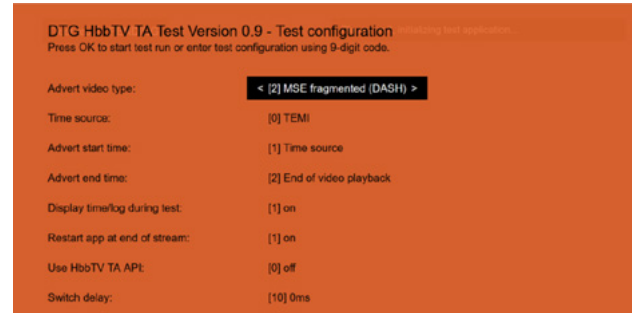 DTG HbbTV TA Test Version 0.9 - Test configuration initializing test application...
Press OK to start test run or enter test configuration using 9-digit code.
Advert video type: < [2] MSE fragmented (DASH) >
Time source: [0] TEMI
Advert start time: [1] Time source
Advert end time: [2] End of video playback
Display time/log during test: [1] on
Restart app at end of stream: [1] on
Use HbbTV TA API: [0] off
Switch delay: [10] 0ms